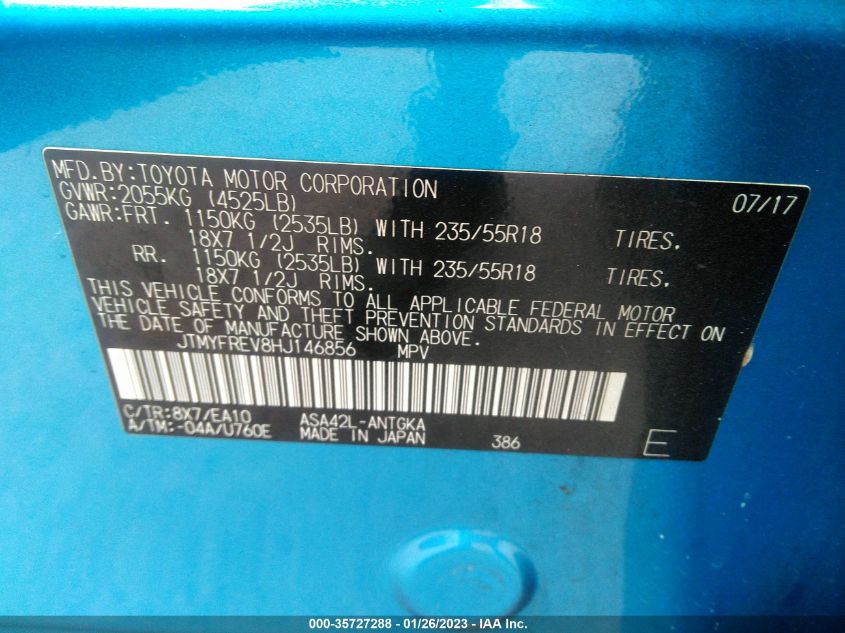 MFD.BY:TOYOTA MOTOR CORPORATION 07/17
GVWR:2055KG (4525LB)
GAWR:FRT. 1150KG (2535LB) WITH 235/55R18 TIRES.
18X7 1/2J RIMS.
RR. 1150KG (2535LB) WITH 235/55R18 TIRES.
18X7 1/2J RIMS.
THIS VEHICLE CONFORMS TO ALL APPLICABLE FEDERAL MOTOR
VEHICLE SAFETY AND THEFT PREVENTION STANDARDS IN EFFECT ON
THE DATE OF MANUFACTURE SHOWN ABOVE.
JTMYFREV8HJ146856 MPV
C/TR:8X7/EA10 ASA42L-ANTGKA
A/TM:-04A/U760E MADE IN JAPAN 386 E
000-35727288 - 01/26/2023 - IAA Inc.